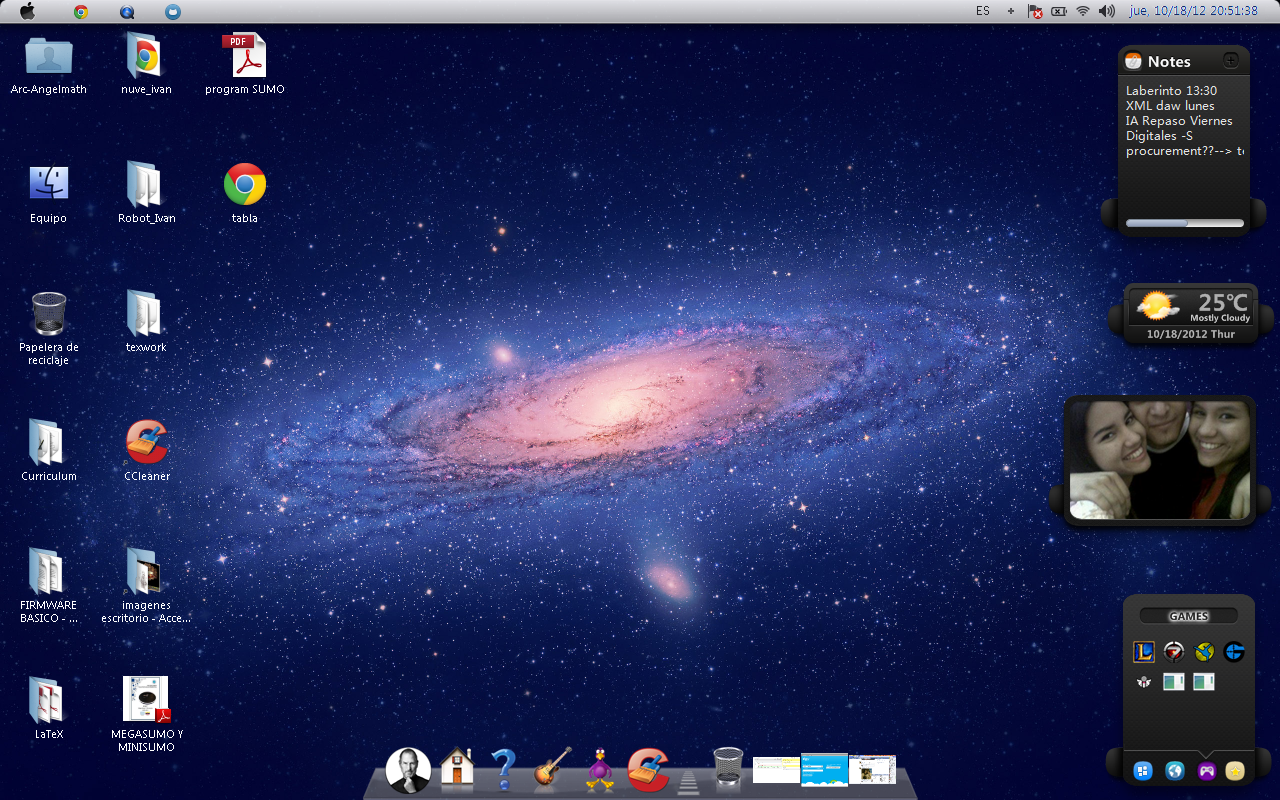 ES
jue, 10/18/12 20:51:38
Arc-Angelmath
nuve_ivan
PDF
program SUMO
Equipo
Robot_Ivan
tabla
Papelera de
reciclaje
texwork
Curriculum
CCleaner
FIRMWARE
BASICO - ...
imagenes
escritorio - Acce...
LaTeX
MEGASUMO Y
MINISUMO
Notes
Laberinto 13:30
XML daw lunes
IA Repaso Viernes
Digitales -S
procurement??--> te
25℃
Mostly Cloudy
10/18/2012 Thur
GAMES